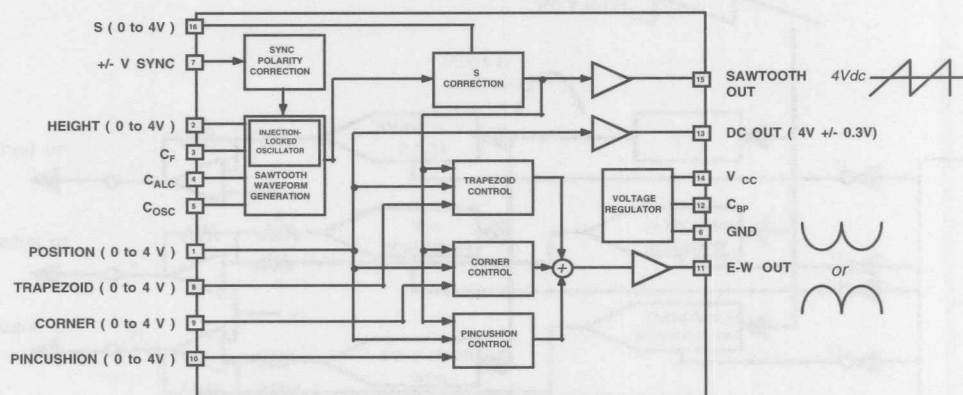 S ( 0 to 4V )
16
+/- V SYNC
7
HEIGHT ( 0 to 4V )
2
CF
3
CALC
4
COSC
5
POSITION ( 0 to 4 V )
1
TRAPEZOID ( 0 to 4 V )
8
CORNER ( 0 to 4 V )
9
PINCUSHION ( 0 to 4V )
10
SYNC
POLARITY
CORRECTION
INJECTION-
LOCKED
OSCILLATOR
SAWTOOTH
WAVEFORM
GENERATION
S
CORRECTION
TRAPEZOID
CONTROL
CORNER
CONTROL
PINCUSHION
CONTROL
+
VOLTAGE
REGULATOR
15
SAWTOOTH
OUT
4Vdc
13
DC OUT ( 4V +/- 0.3V)
14
V CC
12
CBP
6
GND
11
E-W OUT
or